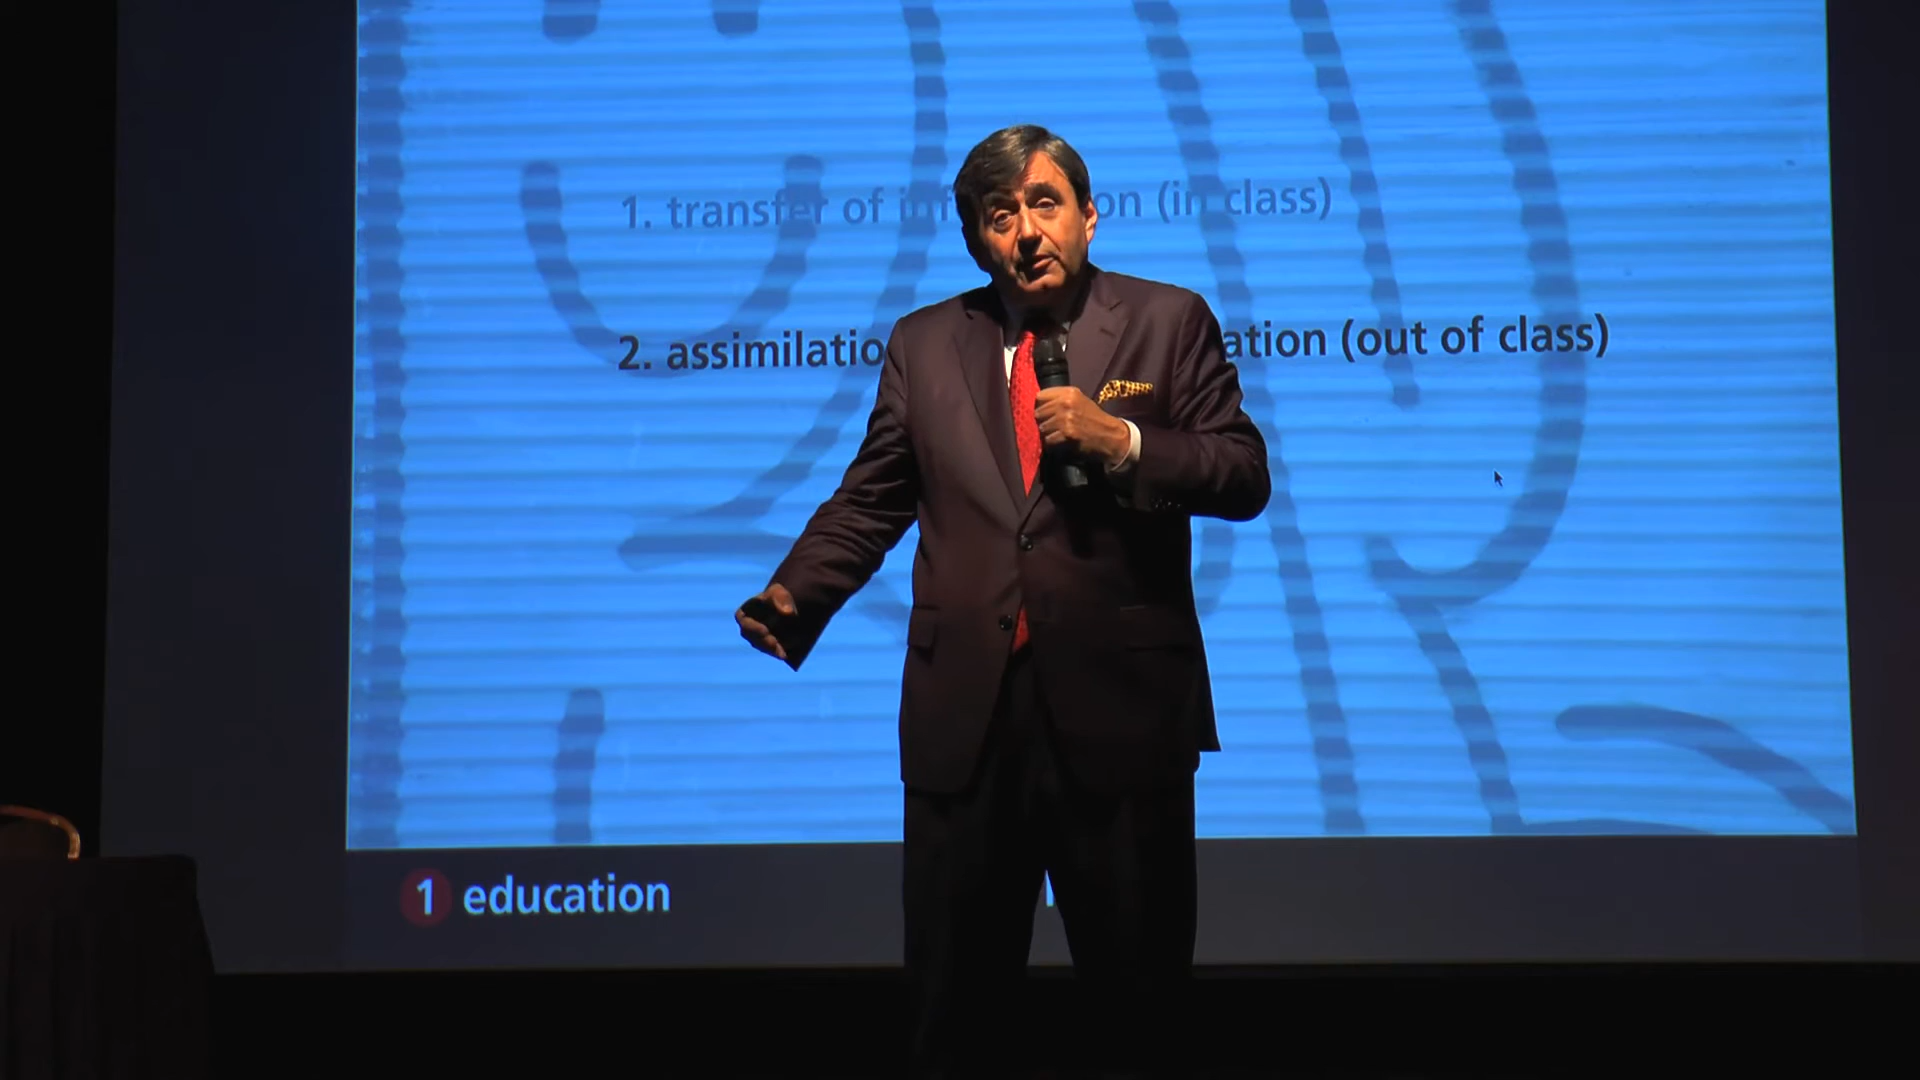 1. transfer of inf on (in class)
2. assimilatio ation (out of class)
1 education